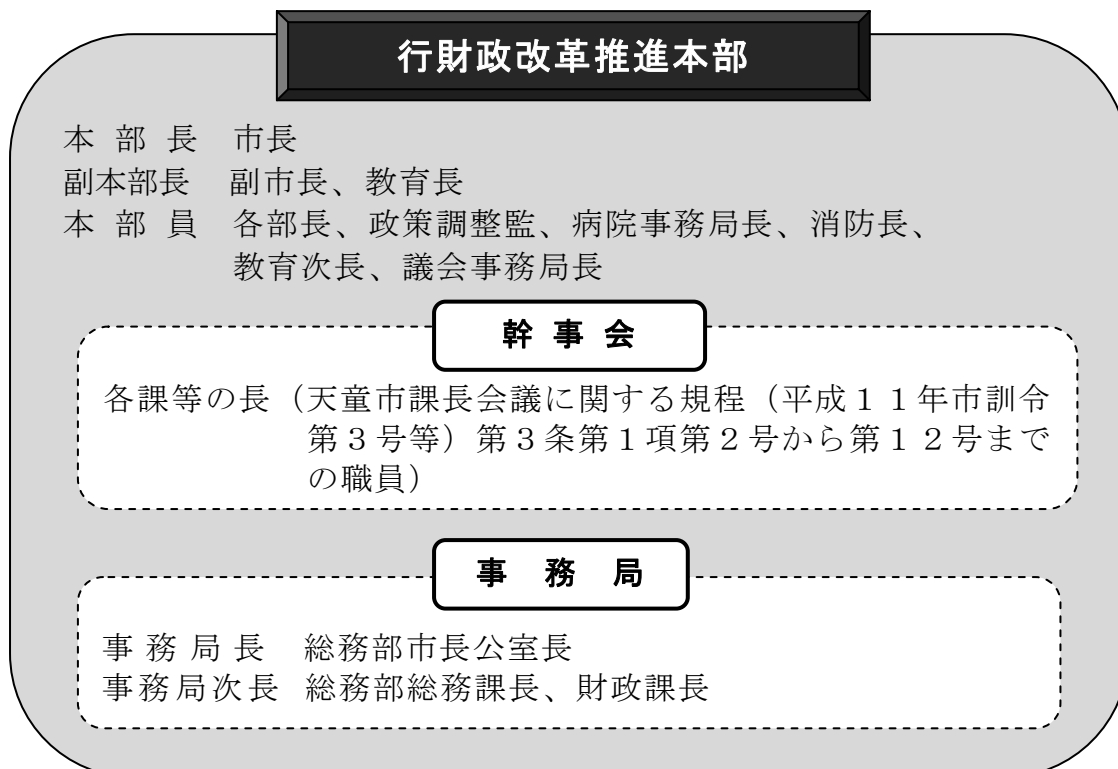 行財政改革推進本部
本 部 長　市長
副本部長　副市長、教育長
本 部 員　各部長、政策調整監、病院事務局長、消防長、
教育次長、議会事務局長
幹 事 会
各課等の長（天童市課長会議に関する規程（平成１１年市訓令
第３号等）第３条第１項第２号から第１２号まで
の職員）
事　務　局
事 務 局 長　総務部市長公室長
事務局次長　総務部総務課長、財政課長